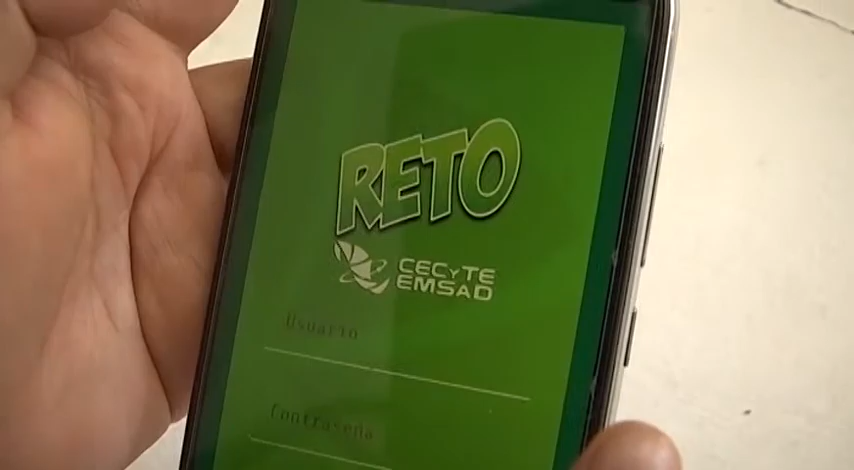 RETO
CECyTE
EMSAD
Usuario
Contraseña